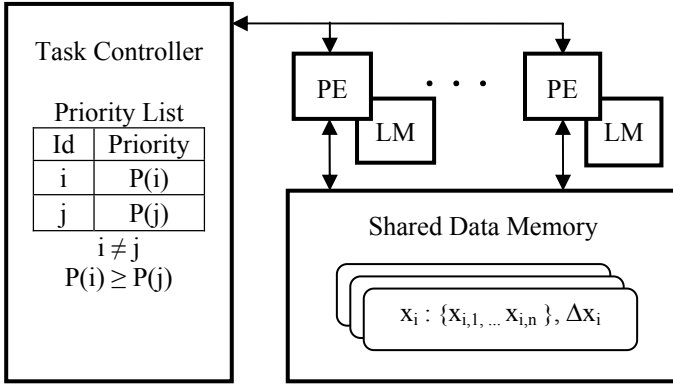 Task Controller
Priority List
Id Priority
i P(i)
j P(j)
i ≠ j
P(i) ≥ P(j)
PE
LM
. . .
PE
LM
Shared Data Memory
xᵢ : {xᵢ,₁, ... xᵢ,ₙ }, Δxᵢ